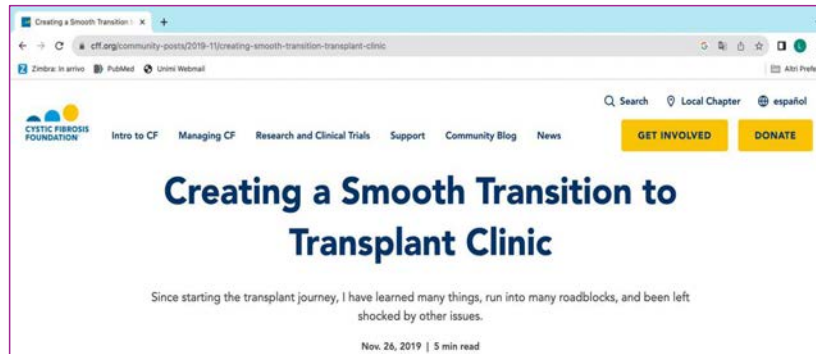 Creating a Smooth Transition t
cff.org/community-posts/2019-11/creating-smooth-transition-transplant-clinic
Zimbra: In arrivo PubMed Unimi Webmail Altri Prefe
Search Local Chapter español
CYSTIC FIBROSIS
FOUNDATION
Intro to CF Managing CF Research and Clinical Trials Support Community Blog News GET INVOLVED DONATE
Creating a Smooth Transition to
Transplant Clinic
Since starting the transplant journey, I have learned many things, run into many roadblocks, and been left
shocked by other issues.
Nov. 26, 2019 | 5 min read